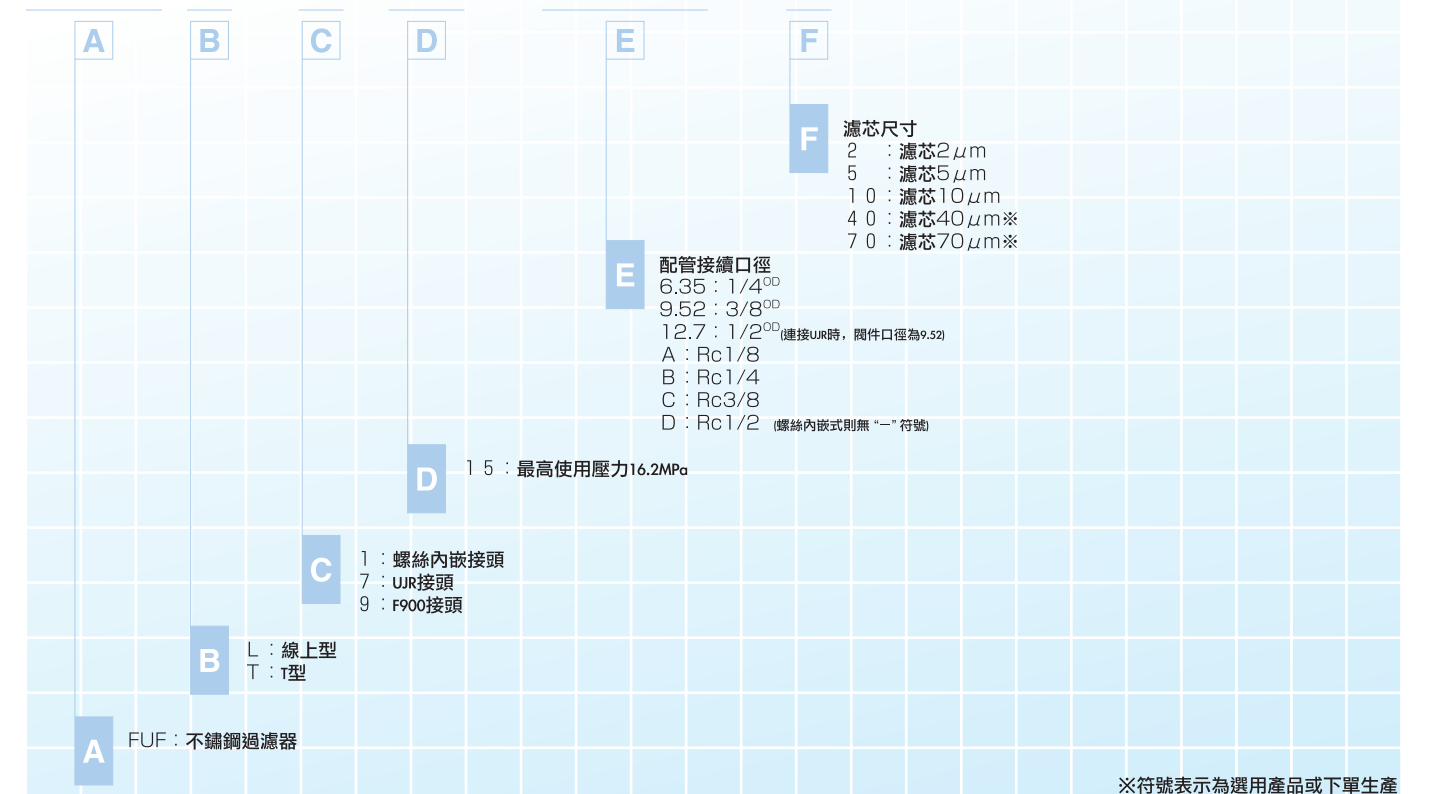 A B C D E F
F
濾芯尺寸
2 : 濾芯2μm
5 : 濾芯5μm
10 : 濾芯10μm
40 : 濾芯40μm※
70 : 濾芯70μm※
E
配管接續口徑
6.35 : 1/4OD
9.52 : 3/8OD
12.7 : 1/2OD(連接UJR時，閥件口徑為9.52)
A : Rc1/8
B : Rc1/4
C : Rc3/8
D : Rc1/2 (螺絲內嵌式則無 “−” 符號)
D
15 : 最高使用壓力16.2MPa
C
1 : 螺絲內嵌接頭
7 : UJR接頭
9 : F900接頭
B
L : 線上型
T : T型
A
FUF : 不鏽鋼過濾器
※符號表示為選用產品或下單生產